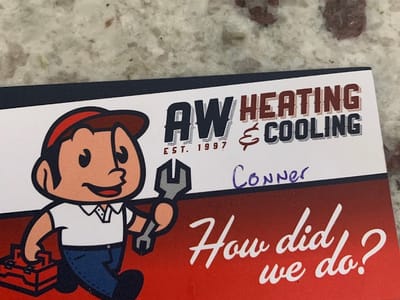 AW HEATING
& COOLING
EST. 1997
Conner
How did
we do?